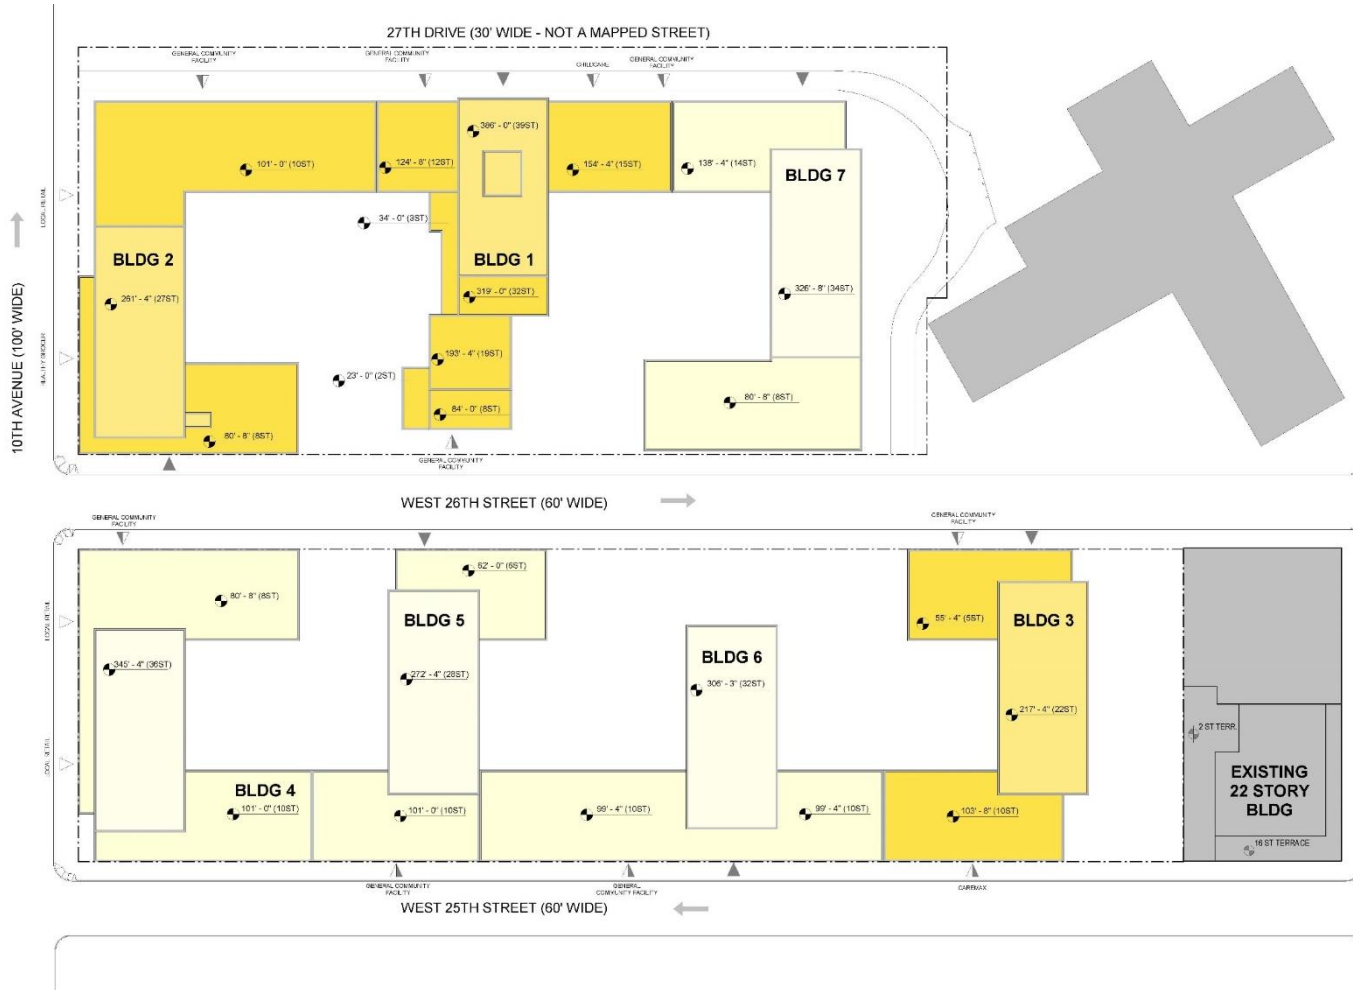 27TH DRIVE (30' WIDE - NOT A MAPPED STREET)
GENERAL COMMUNITY
FACILITY
GENERAL COMMUNITY
FACILITY
CHILDCARE
GENERAL COMMUNITY
FACILITY
386' - 0" (39ST)
101' - 0" (10ST)
124' - 8" (12ST)
154' - 4" (15ST)
138' - 4" (14ST)
BLDG 7
LOCAL RETAIL
34' - 0" (3ST)
BLDG 2
BLDG 1
261' - 4" (27ST)
319' - 0" (32ST)
326' - 8" (34ST)
10TH AVENUE (100' WIDE)
193' - 4" (19ST)
23' - 0" (2ST)
80' - 8" (8ST)
84' - 0" (8ST)
80' - 8" (8ST)
GENERAL COMMUNITY
FACILITY
WEST 26TH STREET (60' WIDE)
GENERAL COMMUNITY
FACILITY
GENERAL COMMUNITY
FACILITY
80' - 8" (8ST)
LOCAL RETAIL
BLDG 5
55' - 4" (5ST)
BLDG 3
BLDG 6
345' - 4" (36ST)
272' - 4" (28ST)
306' - 3" (32ST)
217' - 4" (22ST)
2 ST TERR.
LOCAL RETAIL
EXISTING
22 STORY
BLDG
BLDG 4
101' - 0" (10ST)
101' - 0" (10ST)
99' - 4" (10ST)
99' - 4" (10ST)
103' - 8" (10ST)
16 ST TERRACE
GENERAL COMMUNITY
FACILITY
GENERAL
COMMUNITY FACILITY
CAREMAX
WEST 25TH STREET (60' WIDE)